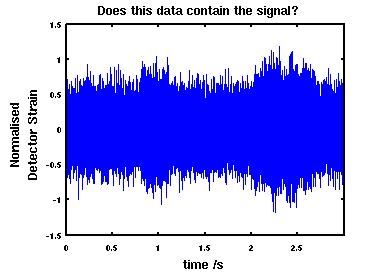 Does this data contain the signal?
Normalised
Detector Strain
1.5
1
0.5
0
-0.5
-1
-1.5
0 0.5 1 1.5 2 2.5
time /s